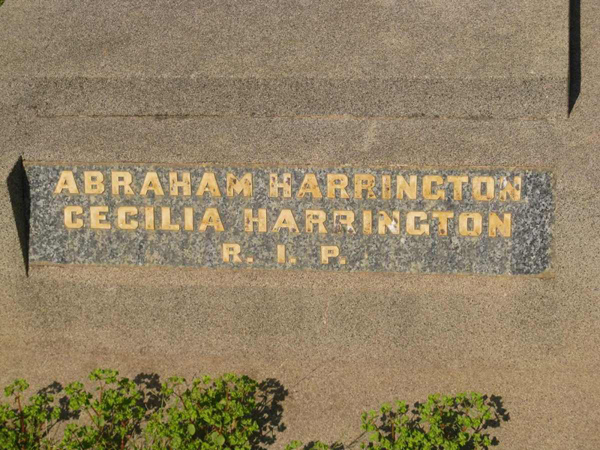 ABRAHAM HARRINGTON
CECILIA HARRINGTON
R. I. P.